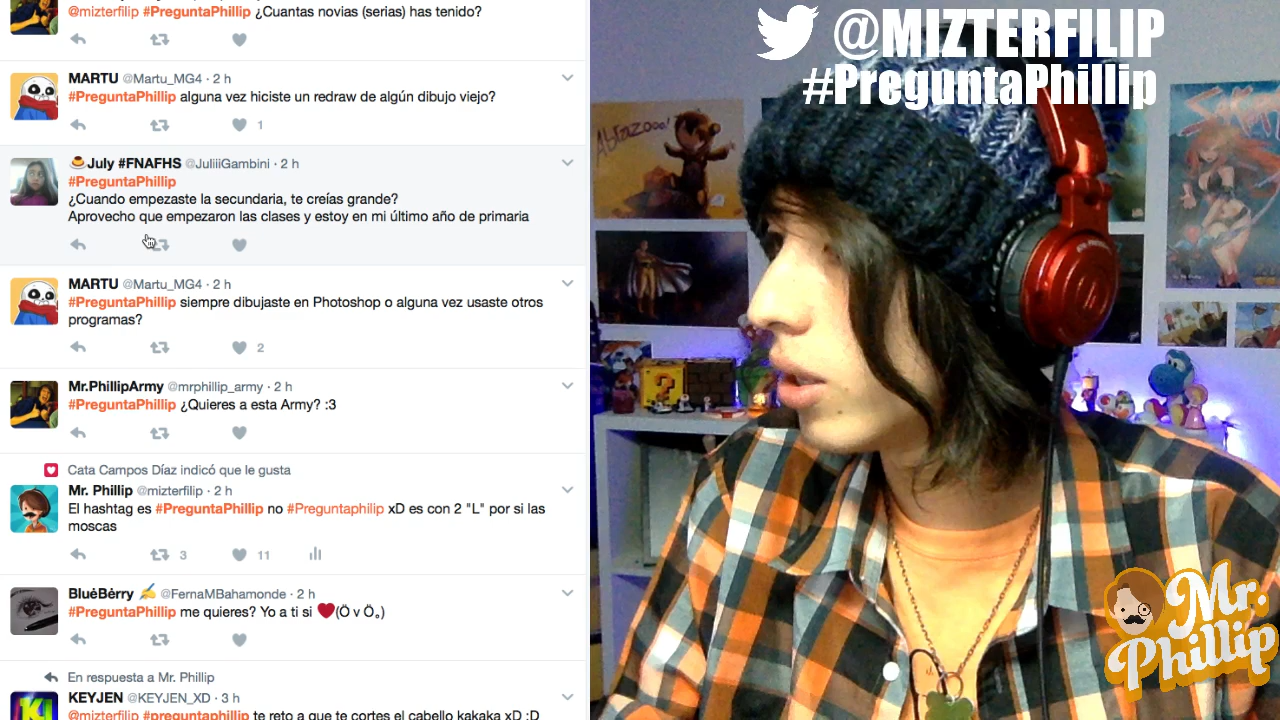 @mizterfilip #PreguntaPhillip ¿Cuantas novias (serias) has tenido?
MARTU @Martu_MG4 · 2 h
#PreguntaPhillip alguna vez hiciste un redraw de algún dibujo viejo?
1
July #FNAFHS @JuliiiGambini · 2 h
#PreguntaPhillip
¿Cuando empezaste la secundaria, te creías grande?
Aprovecho que empezaron las clases y estoy en mi último año de primaria
MARTU @Martu_MG4 · 2 h
#PreguntaPhillip siempre dibujaste en Photoshop o alguna vez usaste otros
programas?
2
Mr.PhillipArmy @mrphillip_army · 2 h
#PreguntaPhillip ¿Quieres a esta Army? :3
Cata Campos Díaz indicó que le gusta
Mr. Phillip @mizterfilip · 2 h
El hashtag es #PreguntaPhillip no #Preguntaphilip xD es con 2 "L" por si las
moscas
3 11
BluėBėrry @FernaMBahamonde · 2 h
#PreguntaPhillip me quieres? Yo a ti si ❤(Ö v Ö。)
En respuesta a Mr. Phillip
KEYJEN @KEYJEN_XD · 3 h
@mizterfilip #preguntaphillip te reto a que te cortes el cabello kakaka xD :D
@MIZTERFILIP
#PreguntaPhillip
Abrazooo!
Mr.
Phillip